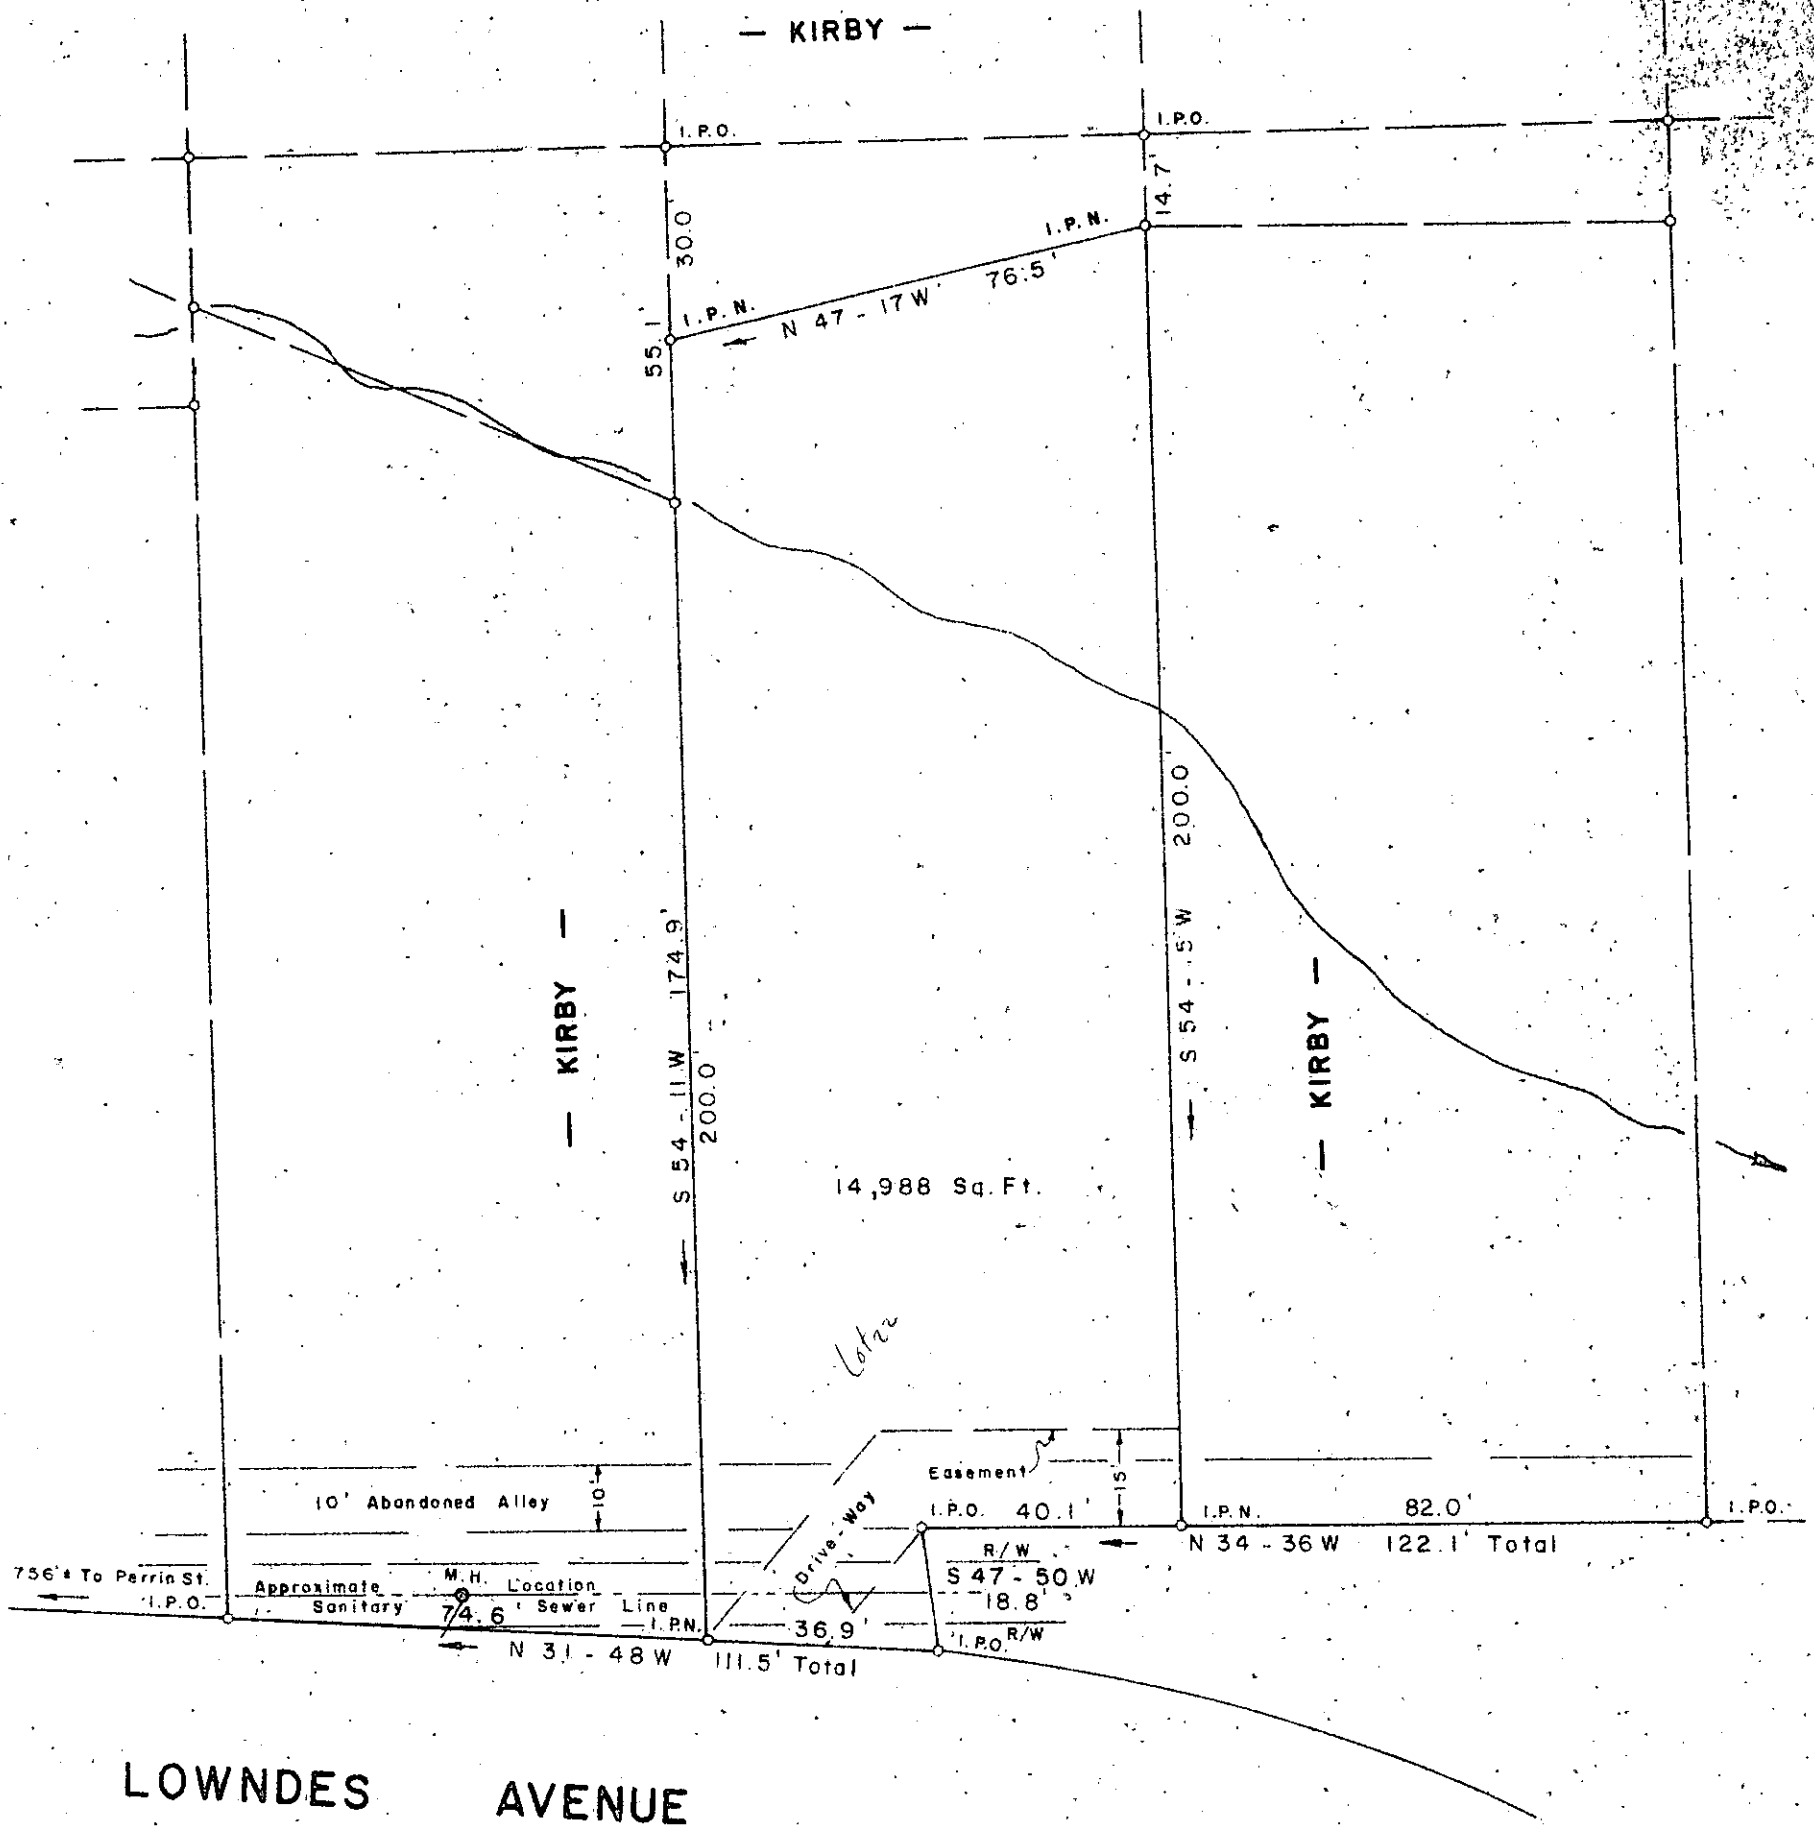 — KIRBY —
I.P.O.
I.P.O.
14.7'
30.0'
I.P.N.
I.P.N.
N 47 - 17 W 76.5'
55.1'
200.0'
S 54 - 15 W
S 54 - 11 W 174.9'
200.0'
— KIRBY —
— KIRBY —
14,988 Sq. Ft.
Lot 22
Easement
15'
10' Abandoned Alley
10'
Drive-Way
I.P.O. 40.1'
I.P.N.
82.0'
I.P.O.
N 34 - 36 W 122.1' Total
R/W
S 47 - 50 W
18.8'
R/W
756'± To Perrin St.
I.P.O.
Approximate M.H. Location
Sanitary Sewer Line
74.6'
I.P.N.
36.9'
I.P.O.
N 31 - 48 W 111.5' Total
LOWNDES AVENUE